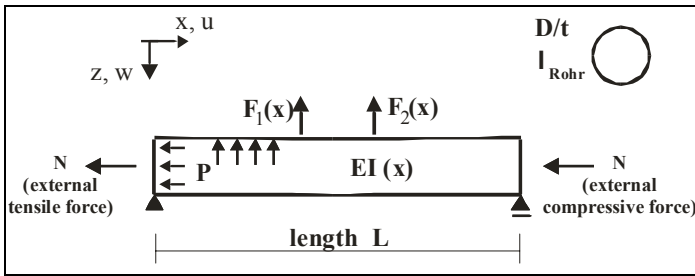 x, u
z, w
D/t
I Rohr
F1(x)
F2(x)
N
(external
tensile force)
P
EI (x)
N
(external
compressive force)
length L